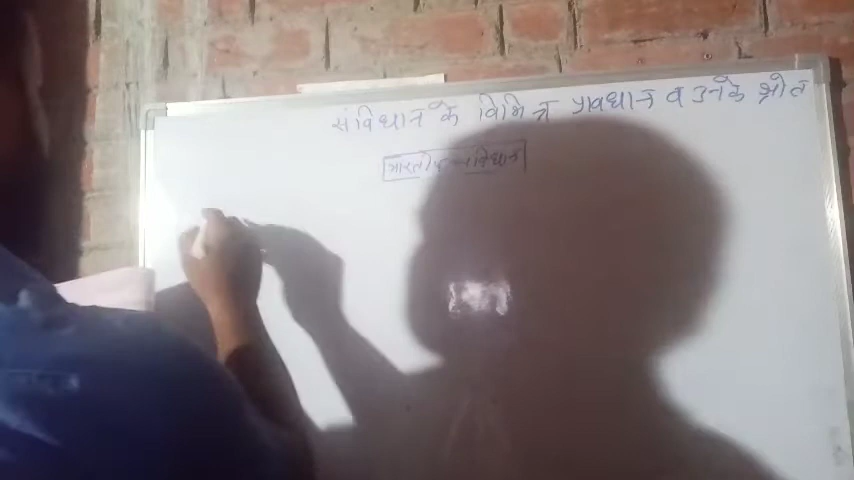 संविधान के विभिन्न प्रावधान व उनके श्रोत
भारतीय संविधान